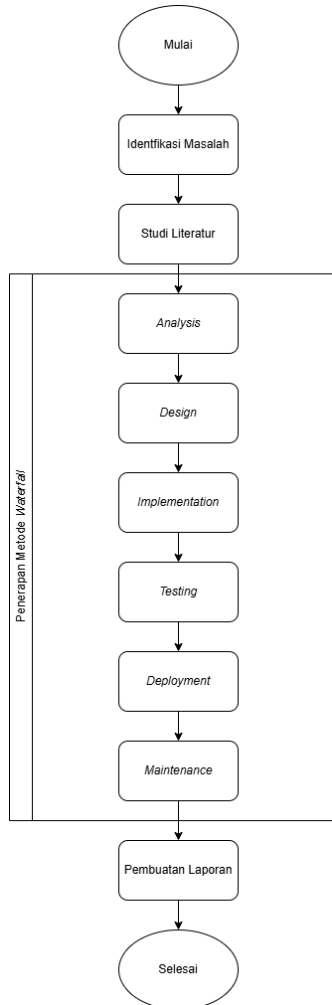 Mulai
Identfikasi Masalah
Studi Literatur
Penerapan Metode Waterfall
Analysis
Design
Implementation
Testing
Deployment
Maintenance
Pembuatan Laporan
Selesai